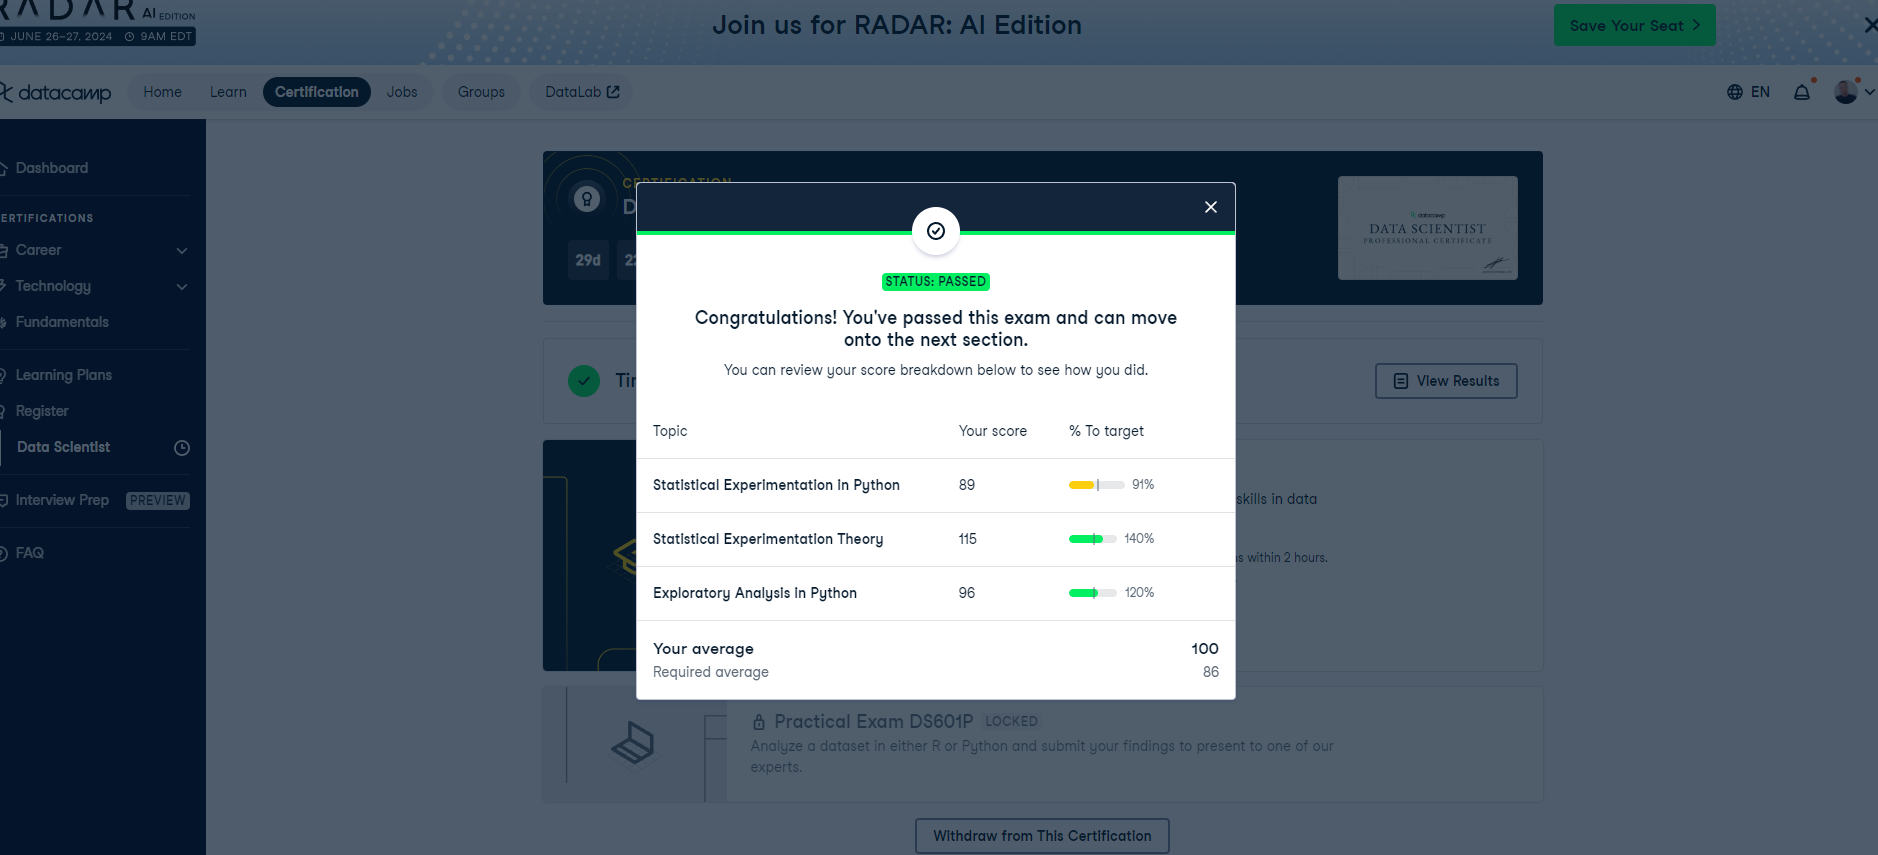 RADAR AI EDITION
JUNE 26-27, 2024 9AM EDT
Join us for RADAR: AI Edition
Save Your Seat
datacamp
Home
Learn
Certification
Jobs
Groups
DataLab
EN
Dashboard
ERTIFICATIONS
Career
Technology
Fundamentals
Learning Plans
Register
Data Scientist
Interview Prep PREVIEW
FAQ
CERTIFICATION
D
29d
22
datacamp
DATA SCIENTIST
PROFESSIONAL CERTIFICATE
STATUS: PASSED
Congratulations! You've passed this exam and can move
onto the next section.
You can review your score breakdown below to see how you did.
Topic Your score % To target
Statistical Experimentation in Python 89 91%
Statistical Experimentation Theory 115 140%
Exploratory Analysis in Python 96 120%
Your average 100
Required average 86
View Results
skills in data
s within 2 hours.
Practical Exam DS601P LOCKED
Analyze a dataset in either R or Python and submit your findings to present to one of our
experts.
Withdraw from This Certification